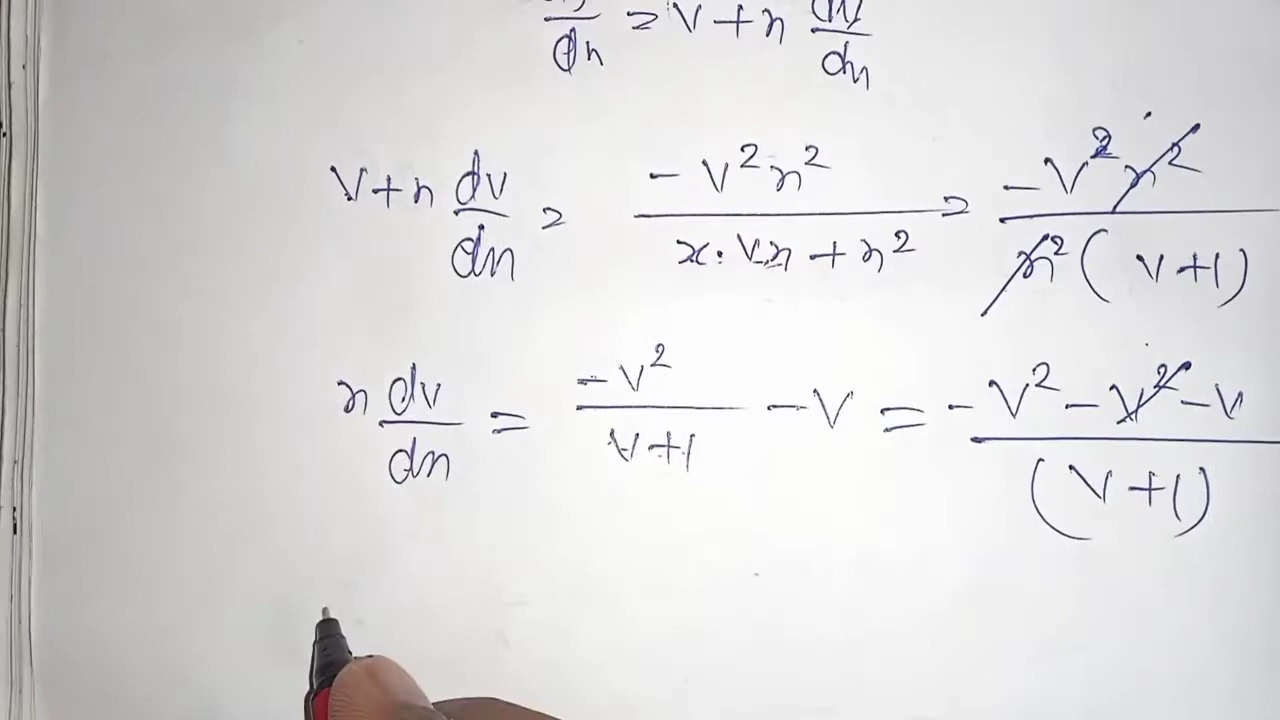 dy/dx = v + x dv/dx
v + x dv/dx = -v²x² / x·vx + x² = -v²x² / x²(v+1)
x dv/dx = -v² / v+1 - v = -v² - v² - v / (v+1)